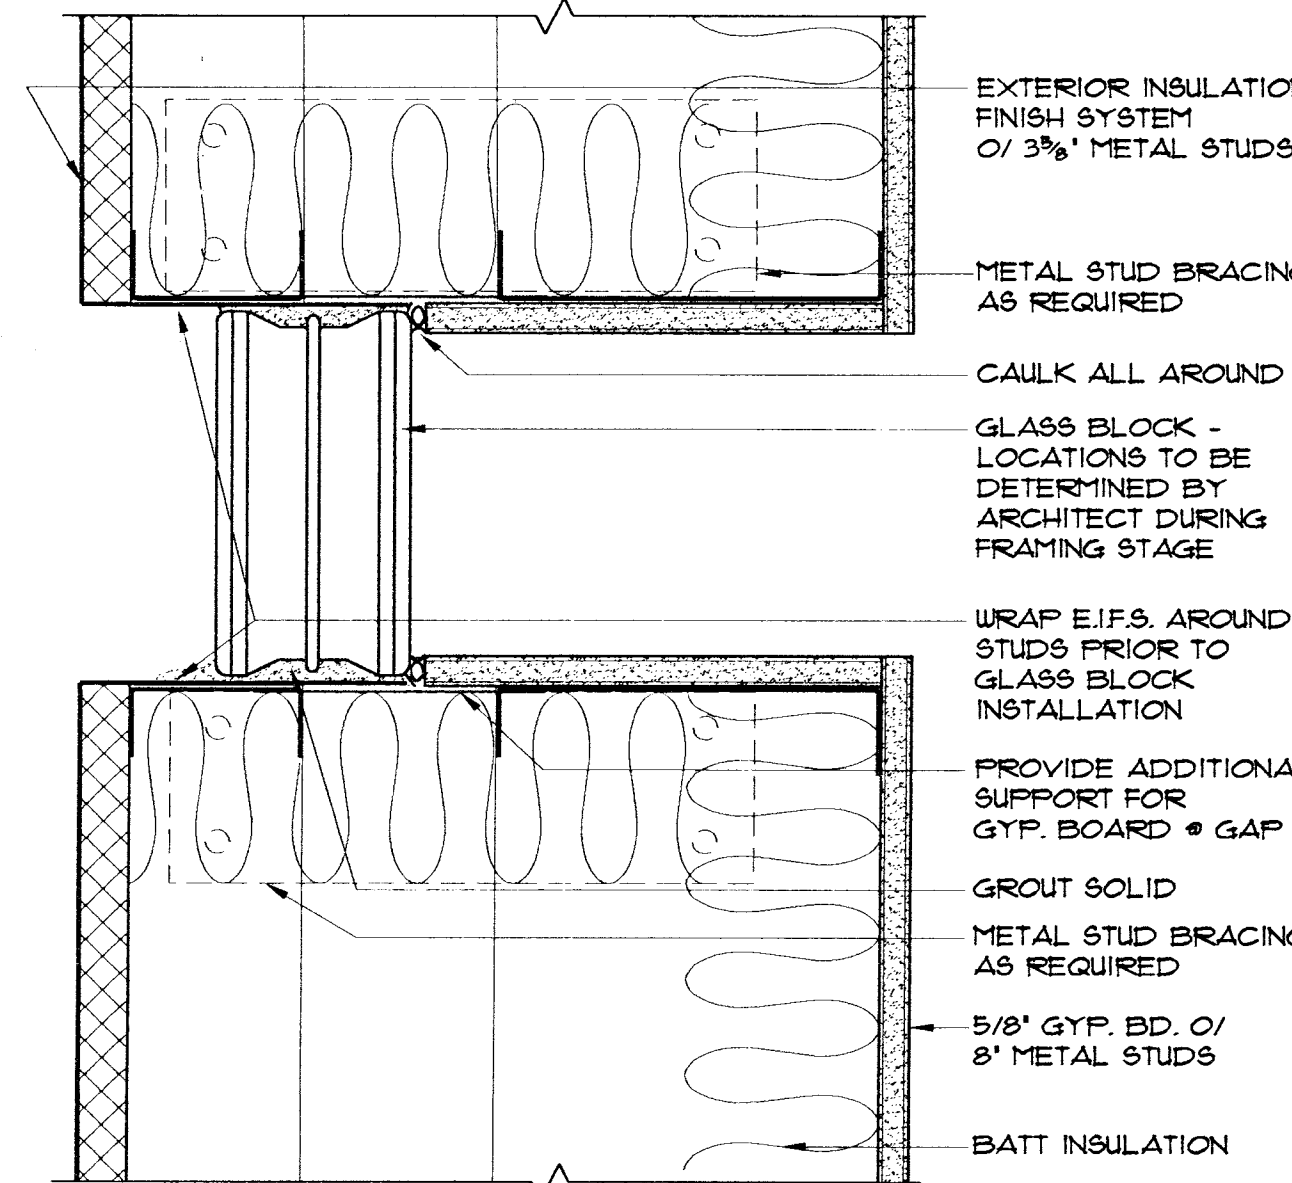 EXTERIOR INSULATIO
FINISH SYSTEM
O/ 3⅝" METAL STUDS
METAL STUD BRACING
AS REQUIRED
CAULK ALL AROUND
GLASS BLOCK -
LOCATIONS TO BE
DETERMINED BY
ARCHITECT DURING
FRAMING STAGE
WRAP E.I.F.S. AROUND
STUDS PRIOR TO
GLASS BLOCK
INSTALLATION
PROVIDE ADDITIONA
SUPPORT FOR
GYP. BOARD @ GAP
GROUT SOLID
METAL STUD BRACING
AS REQUIRED
5/8" GYP. BD. O/
8" METAL STUDS
BATT INSULATION